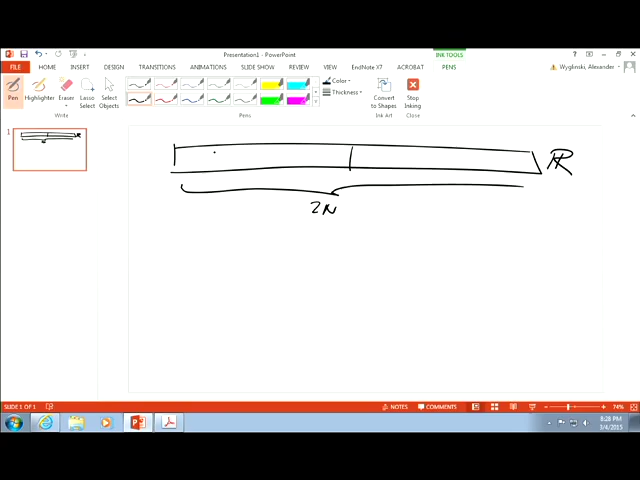 Presentation1 - PowerPoint
INK TOOLS
FILE HOME INSERT DESIGN TRANSITIONS ANIMATIONS SLIDE SHOW REVIEW VIEW EndNote X7 ACROBAT PENS
Wyglinski, Alexander
Pen Highlighter Eraser Lasso Select Select Objects
Color
Thickness
Convert to Shapes
Stop Inking
Write Pens Ink Art Close
1
ℝ
2N
SLIDE 1 OF 1
NOTES COMMENTS 74%
8:28 PM
3/4/2015